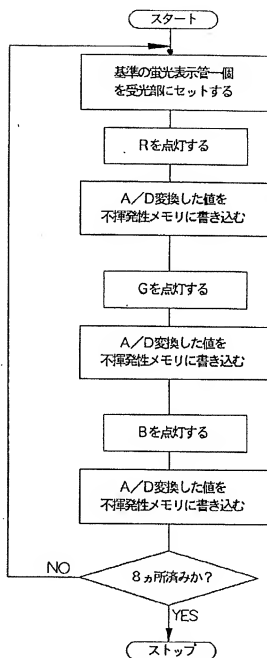 スタート
基準の蛍光表示管一個
を受光部にセットする
Rを点灯する
A/D変換した値を
不揮発性メモリに書き込む
Gを点灯する
A/D変換した値を
不揮発性メモリに書き込む
Bを点灯する
A/D変換した値を
不揮発性メモリに書き込む
8ヵ所済みか?
NO
YES
ストップ